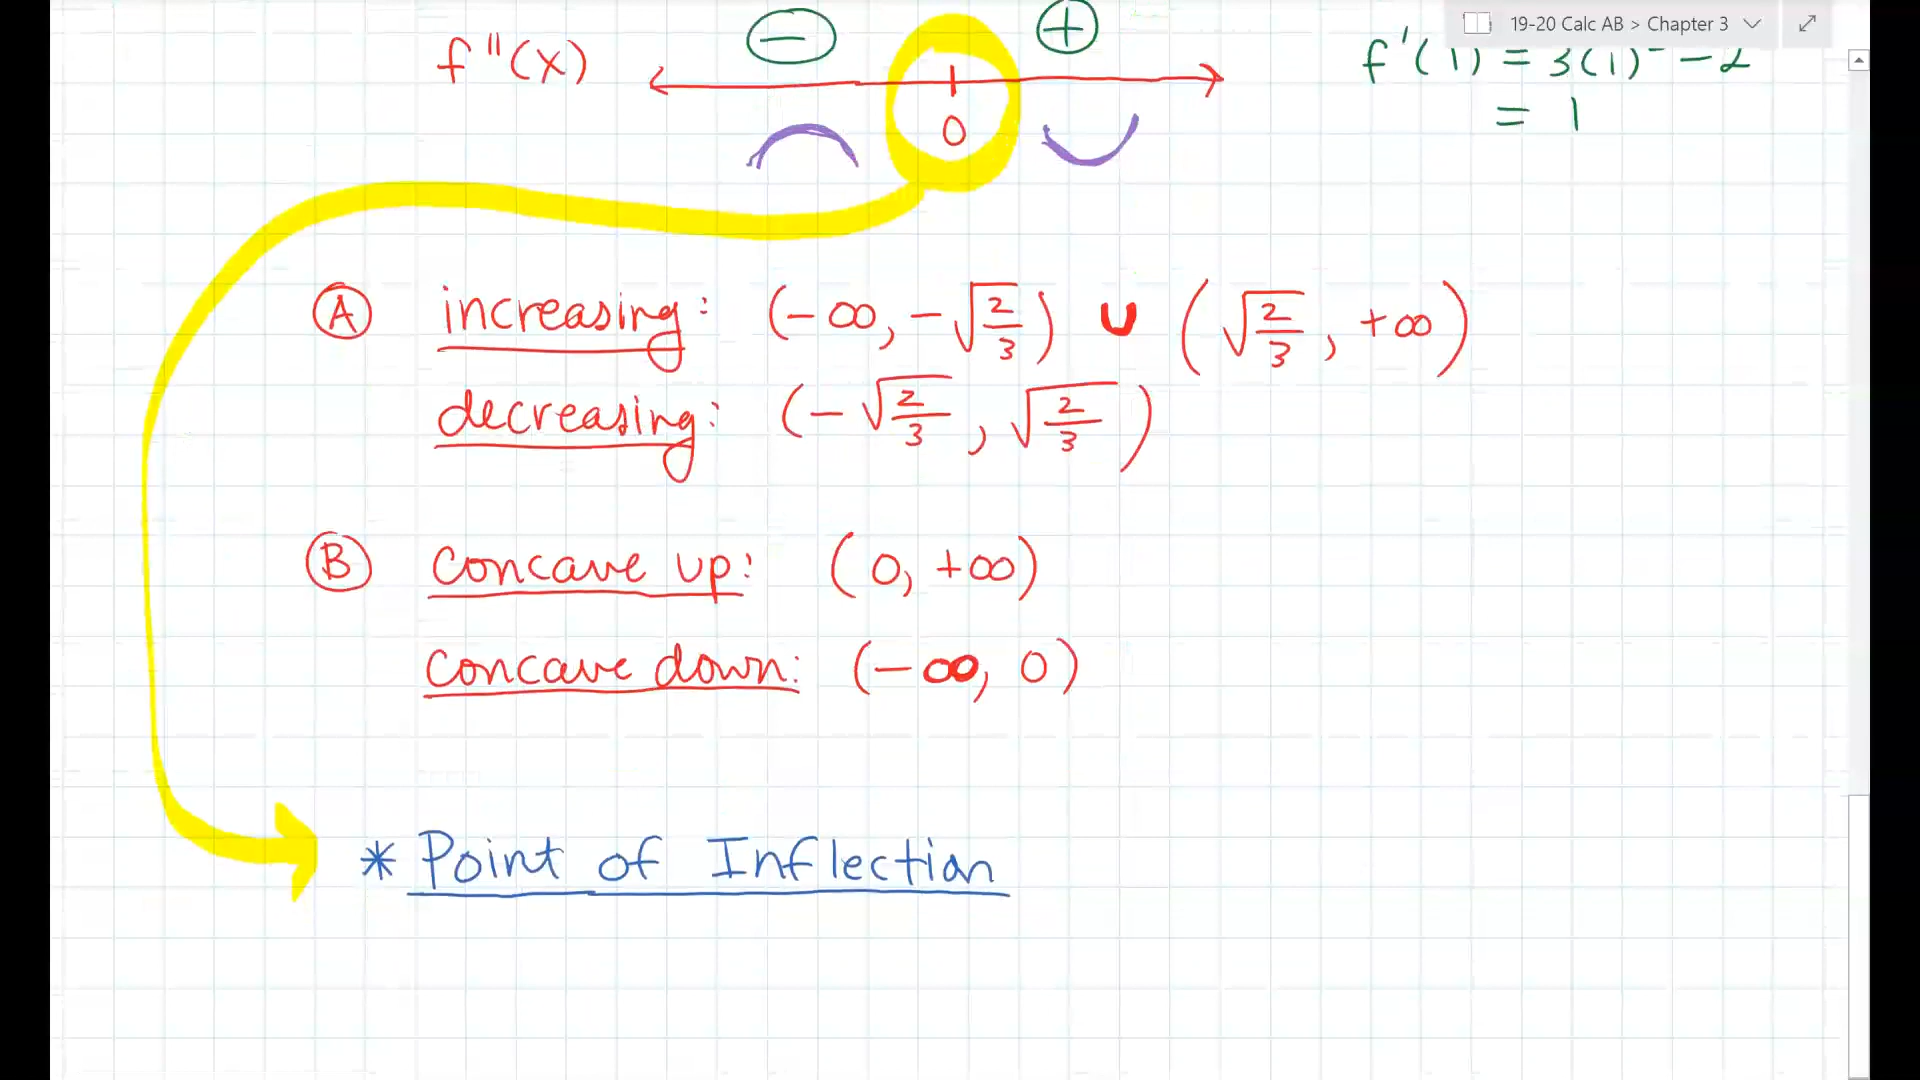 19-20 Calc AB > Chapter 3
− +
f''(x)
0
f'(1) = 3(1)² − 2
= 1
Ⓐ increasing: (−∞, −√(2/3)) ∪ (√(2/3), +∞)
decreasing: (−√(2/3), √(2/3))
Ⓑ concave up: (0, +∞)
concave down: (−∞, 0)
* Point of Inflection